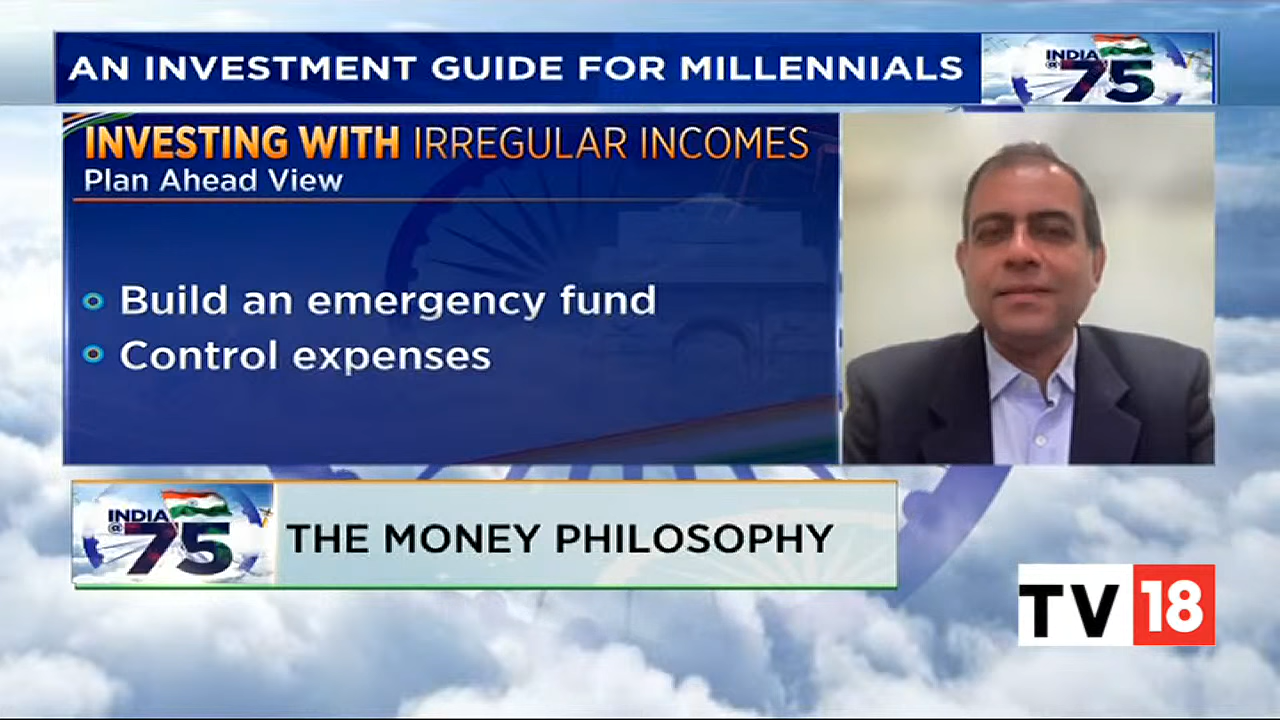 AN INVESTMENT GUIDE FOR MILLENNIALS
INDIA
@75
INVESTING WITH IRREGULAR INCOMES
Plan Ahead View
Build an emergency fund
Control expenses
INDIA
@75
THE MONEY PHILOSOPHY
TV18